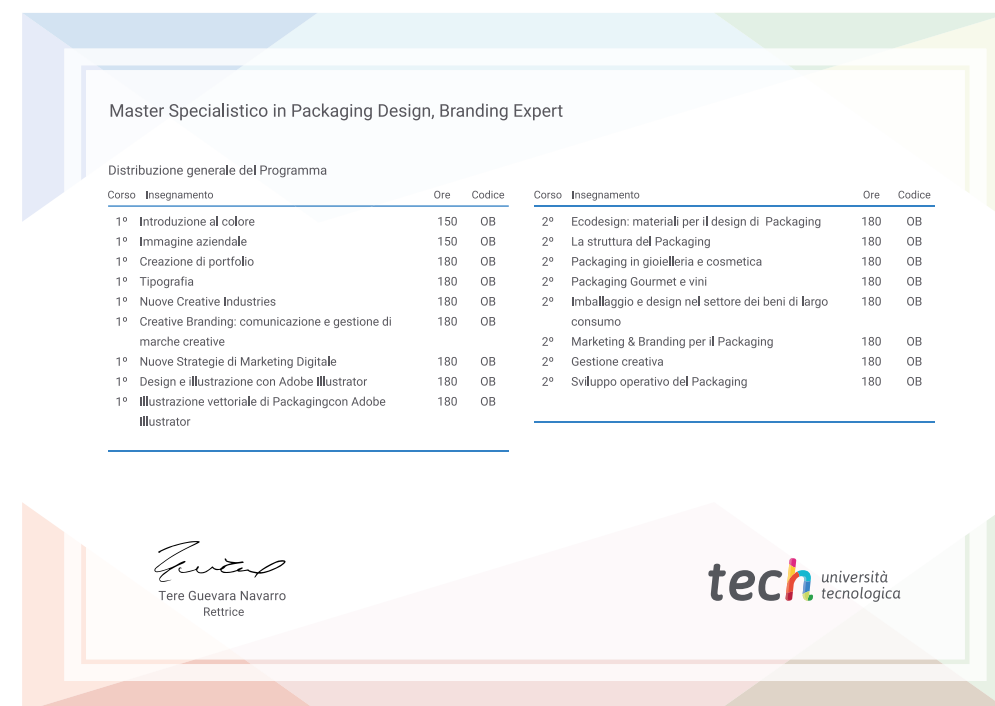 Master Specialistico in Packaging Design, Branding Expert
Distribuzione generale del Programma
Corso Insegnamento Ore Codice
1º Introduzione al colore 150 OB
1º Immagine aziendale 150 OB
1º Creazione di portfolio 180 OB
1º Tipografia 180 OB
1º Nuove Creative Industries 180 OB
1º Creative Branding: comunicazione e gestione di 180 OB
marche creative
1º Nuove Strategie di Marketing Digitale 180 OB
1º Design e illustrazione con Adobe Illustrator 180 OB
1º Illustrazione vettoriale di Packagingcon Adobe 180 OB
Illustrator
Corso Insegnamento Ore Codice
2º Ecodesign: materiali per il design di Packaging 180 OB
2º La struttura del Packaging 180 OB
2º Packaging in gioielleria e cosmetica 180 OB
2º Packaging Gourmet e vini 180 OB
2º Imballaggio e design nel settore dei beni di largo 180 OB
consumo
2º Marketing & Branding per il Packaging 180 OB
2º Gestione creativa 180 OB
2º Sviluppo operativo del Packaging 180 OB
Tere Guevara Navarro
Rettrice
tech università
tecnologica